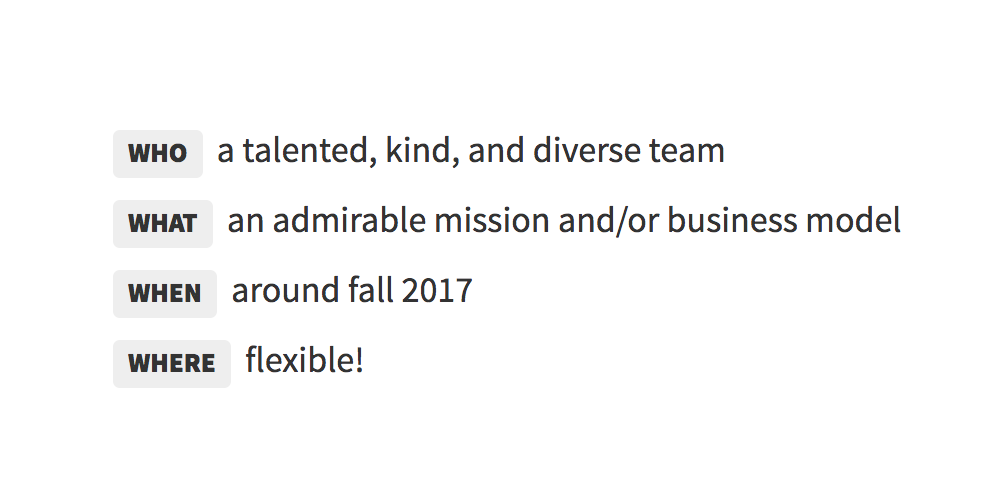 WHO a talented, kind, and diverse team
WHAT an admirable mission and/or business model
WHEN around fall 2017
WHERE flexible!